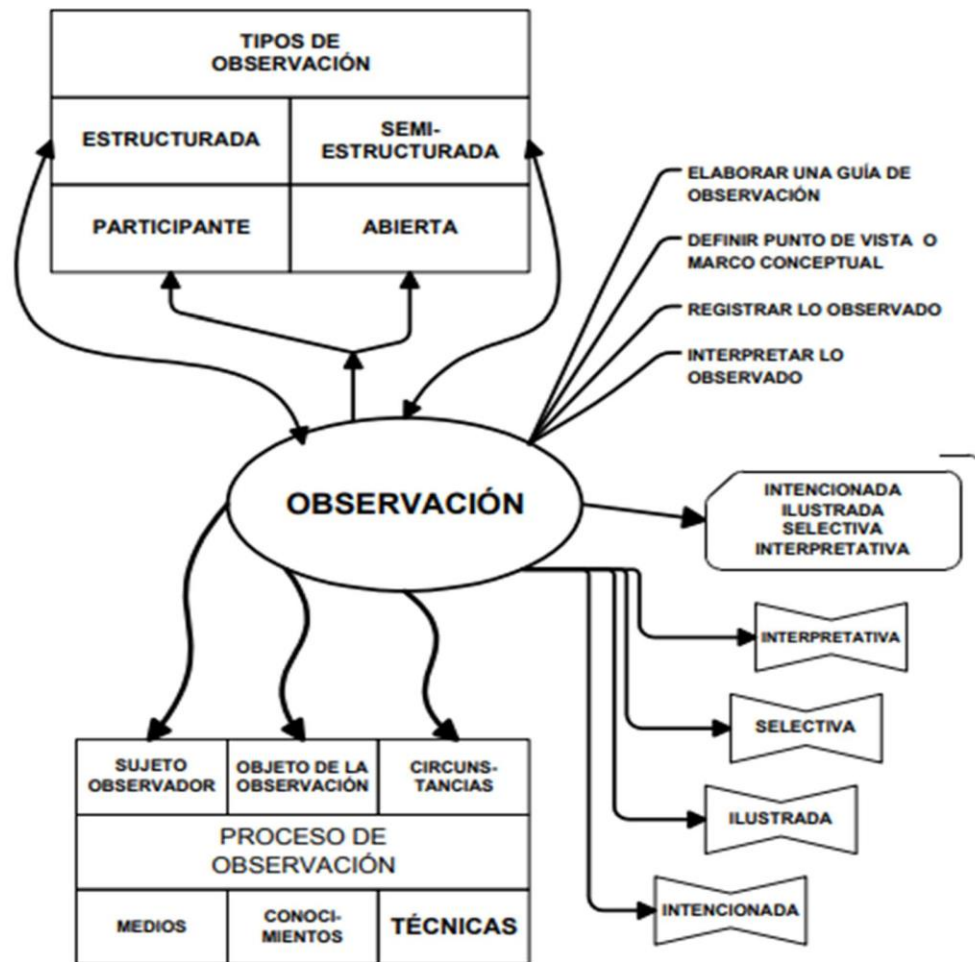 TIPOS DE
OBSERVACIÓN
ESTRUCTURADA
SEMI-
ESTRUCTURADA
PARTICIPANTE
ABIERTA
ELABORAR UNA GUÍA DE
OBSERVACIÓN
DEFINIR PUNTO DE VISTA O
MARCO CONCEPTUAL
REGISTRAR LO OBSERVADO
INTERPRETAR LO
OBSERVADO
OBSERVACIÓN
INTENCIONADA
ILUSTRADA
SELECTIVA
INTERPRETATIVA
INTERPRETATIVA
SELECTIVA
ILUSTRADA
INTENCIONADA
SUJETO
OBSERVADOR
OBJETO DE LA
OBSERVACIÓN
CIRCUNS-
TANCIAS
PROCESO DE
OBSERVACIÓN
MEDIOS
CONOCI-
MIENTOS
TÉCNICAS